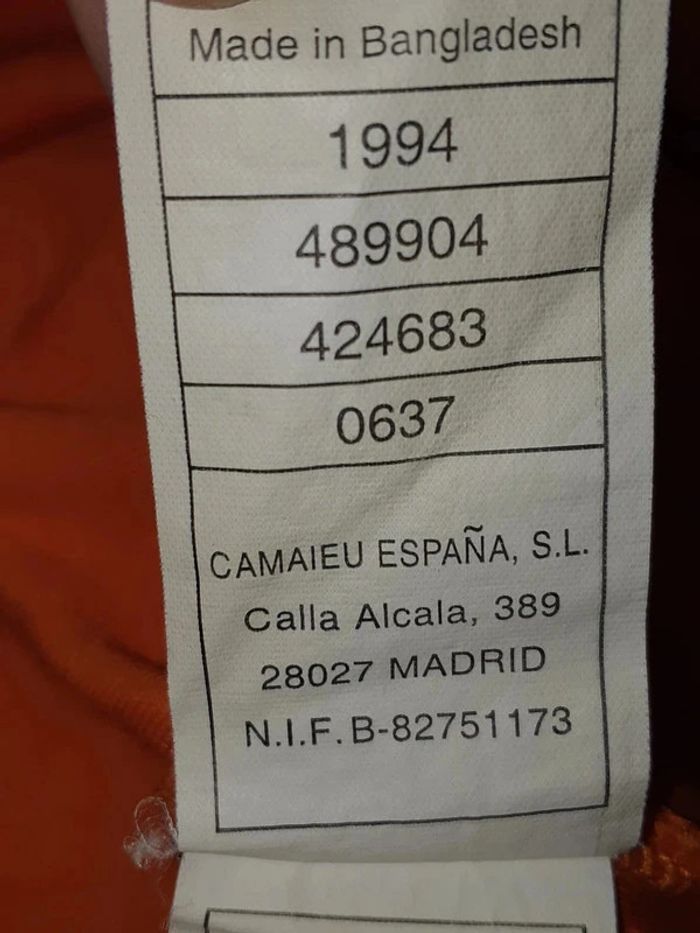 Made in Bangladesh
1994
489904
424683
0637
CAMAIEU ESPAÑA, S.L.
Calla Alcala, 389
28027 MADRID
N.I.F. B-82751173